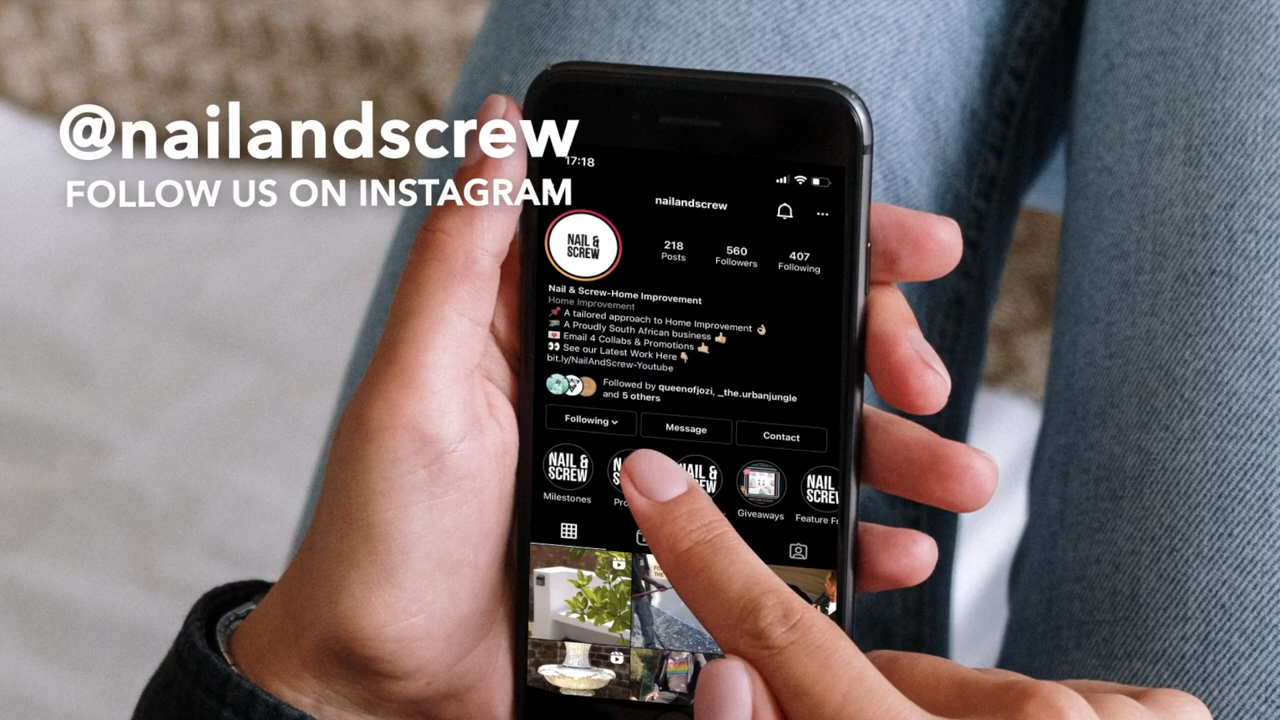 @nailandscrew
FOLLOW US ON INSTAGRAM
17:18
nailandscrew
NAIL &
SCREW
218
Posts
560
Followers
407
Following
Nail & Screw-Home Improvement
Home Improvement
📌 A tailored approach to Home Improvement 👌🏼
🇿🇦 A Proudly South African business 👍🏼
💌 Email 4 Collabs & Promotions 🤙🏼
👀 See our Latest Work Here 👇🏼
bit.ly/NailAndScrew-Youtube
Followed by queenofjozi, _the.urbanjungle
and 5 others
Following
Message
Contact
NAIL &
SCREW
Milestones
Giveaways
NAIL
SCREW
Feature